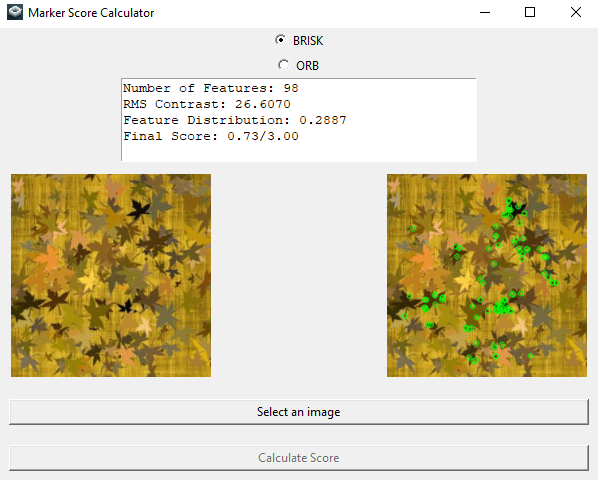 Marker Score Calculator
BRISK
ORB
Number of Features: 98
RMS Contrast: 26.6070
Feature Distribution: 0.2887
Final Score: 0.73/3.00
Select an image
Calculate Score